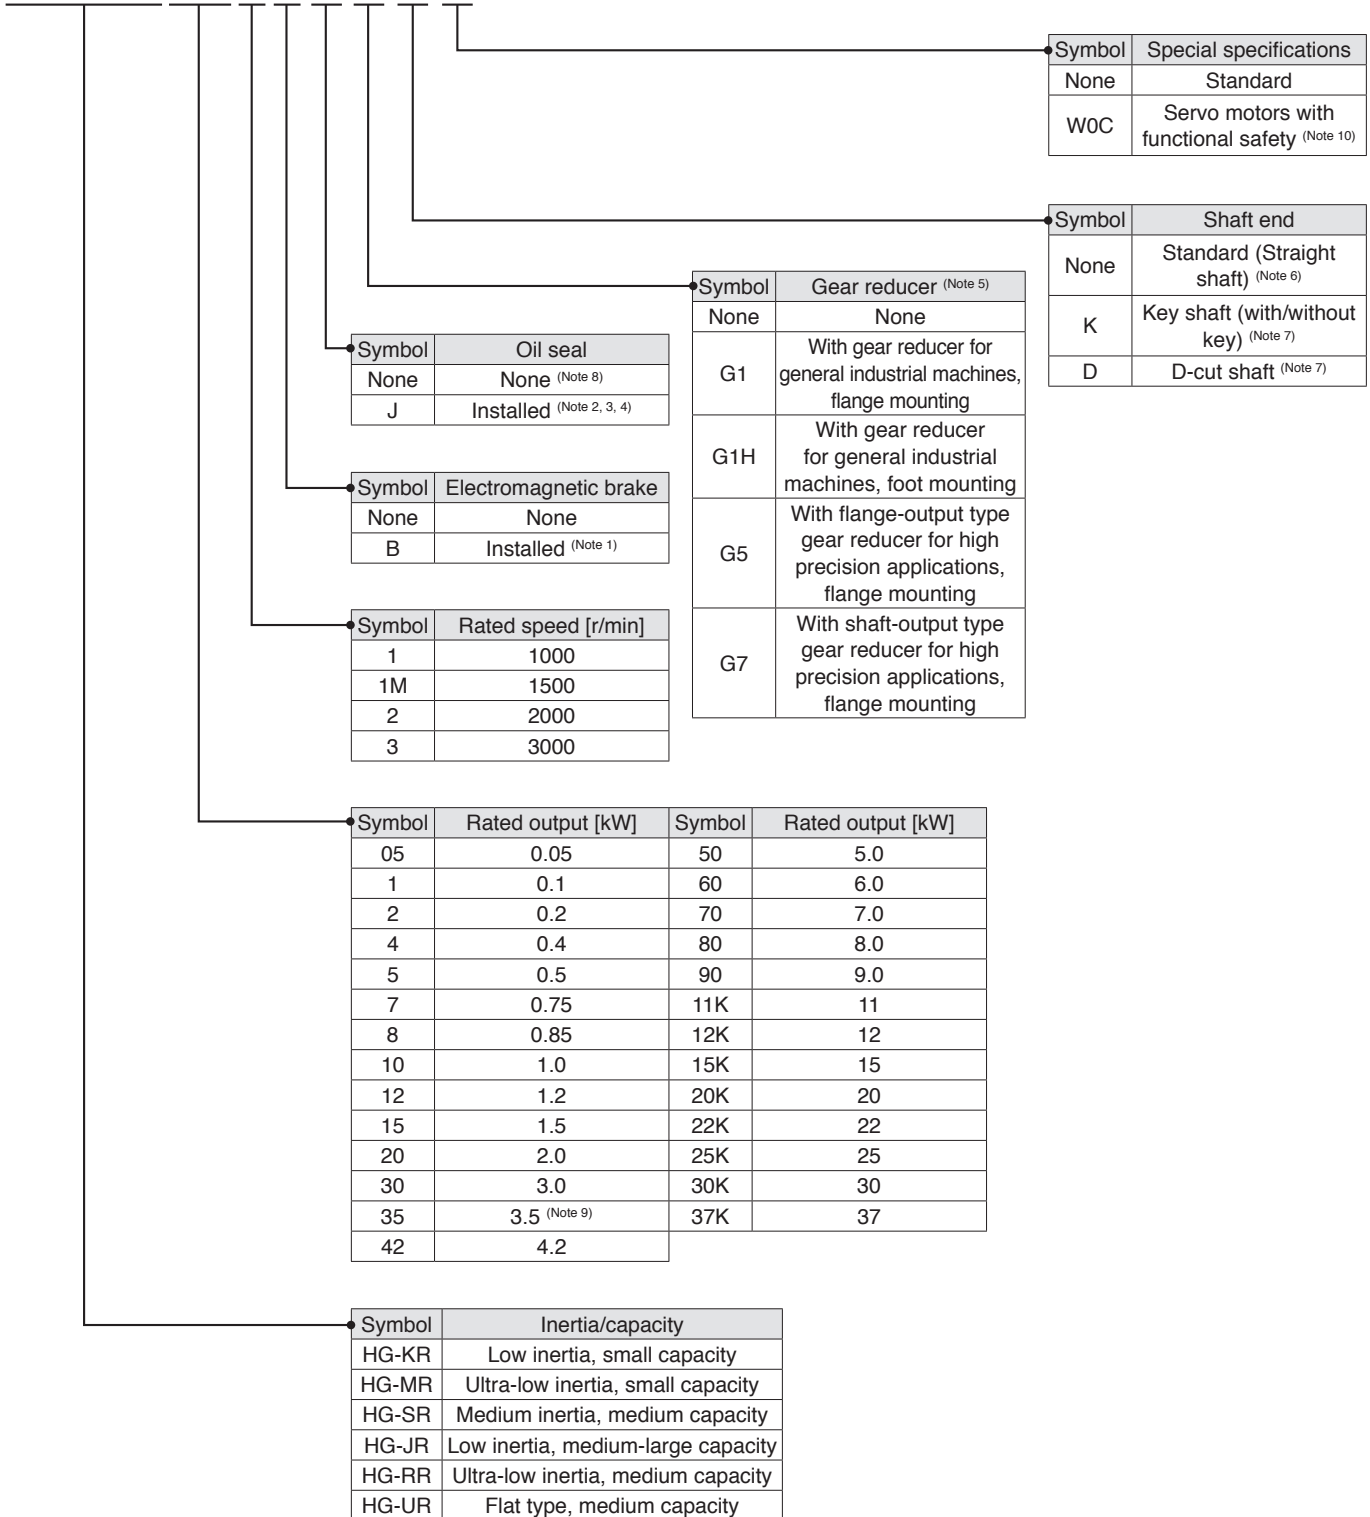 Symbol Special specifications
None Standard
W0C Servo motors with
functional safety (Note 10)
Symbol Shaft end
None Standard (Straight
shaft) (Note 6)
K Key shaft (with/without
key) (Note 7)
D D-cut shaft (Note 7)
Symbol Gear reducer (Note 5)
None None
G1 With gear reducer for
general industrial machines,
flange mounting
G1H With gear reducer
for general industrial
machines, foot mounting
G5 With flange-output type
gear reducer for high
precision applications,
flange mounting
G7 With shaft-output type
gear reducer for high
precision applications,
flange mounting
Symbol Oil seal
None None (Note 8)
J Installed (Note 2, 3, 4)
Symbol Electromagnetic brake
None None
B Installed (Note 1)
Symbol Rated speed [r/min]
1 1000
1M 1500
2 2000
3 3000
Symbol Rated output [kW] Symbol Rated output [kW]
05 0.05 50 5.0
1 0.1 60 6.0
2 0.2 70 7.0
4 0.4 80 8.0
5 0.5 90 9.0
7 0.75 11K 11
8 0.85 12K 12
10 1.0 15K 15
12 1.2 20K 20
15 1.5 22K 22
20 2.0 25K 25
30 3.0 30K 30
35 3.5 (Note 9) 37K 37
42 4.2
Symbol Inertia/capacity
HG-KR Low inertia, small capacity
HG-MR Ultra-low inertia, small capacity
HG-SR Medium inertia, medium capacity
HG-JR Low inertia, medium-large capacity
HG-RR Ultra-low inertia, medium capacity
HG-UR Flat type, medium capacity